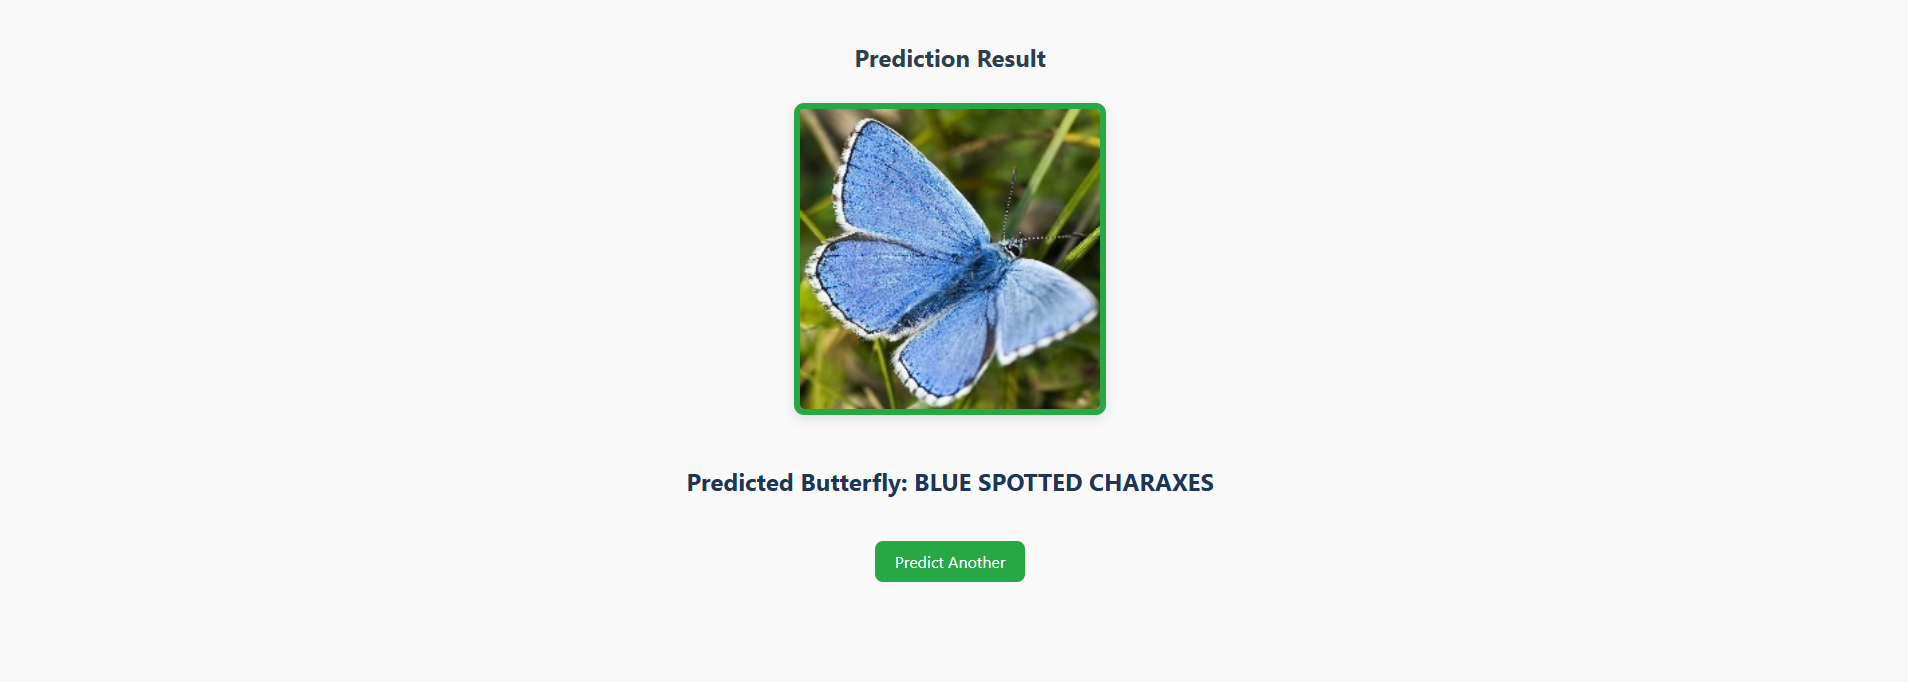 Prediction Result
Predicted Butterfly: BLUE SPOTTED CHARAXES
Predict Another